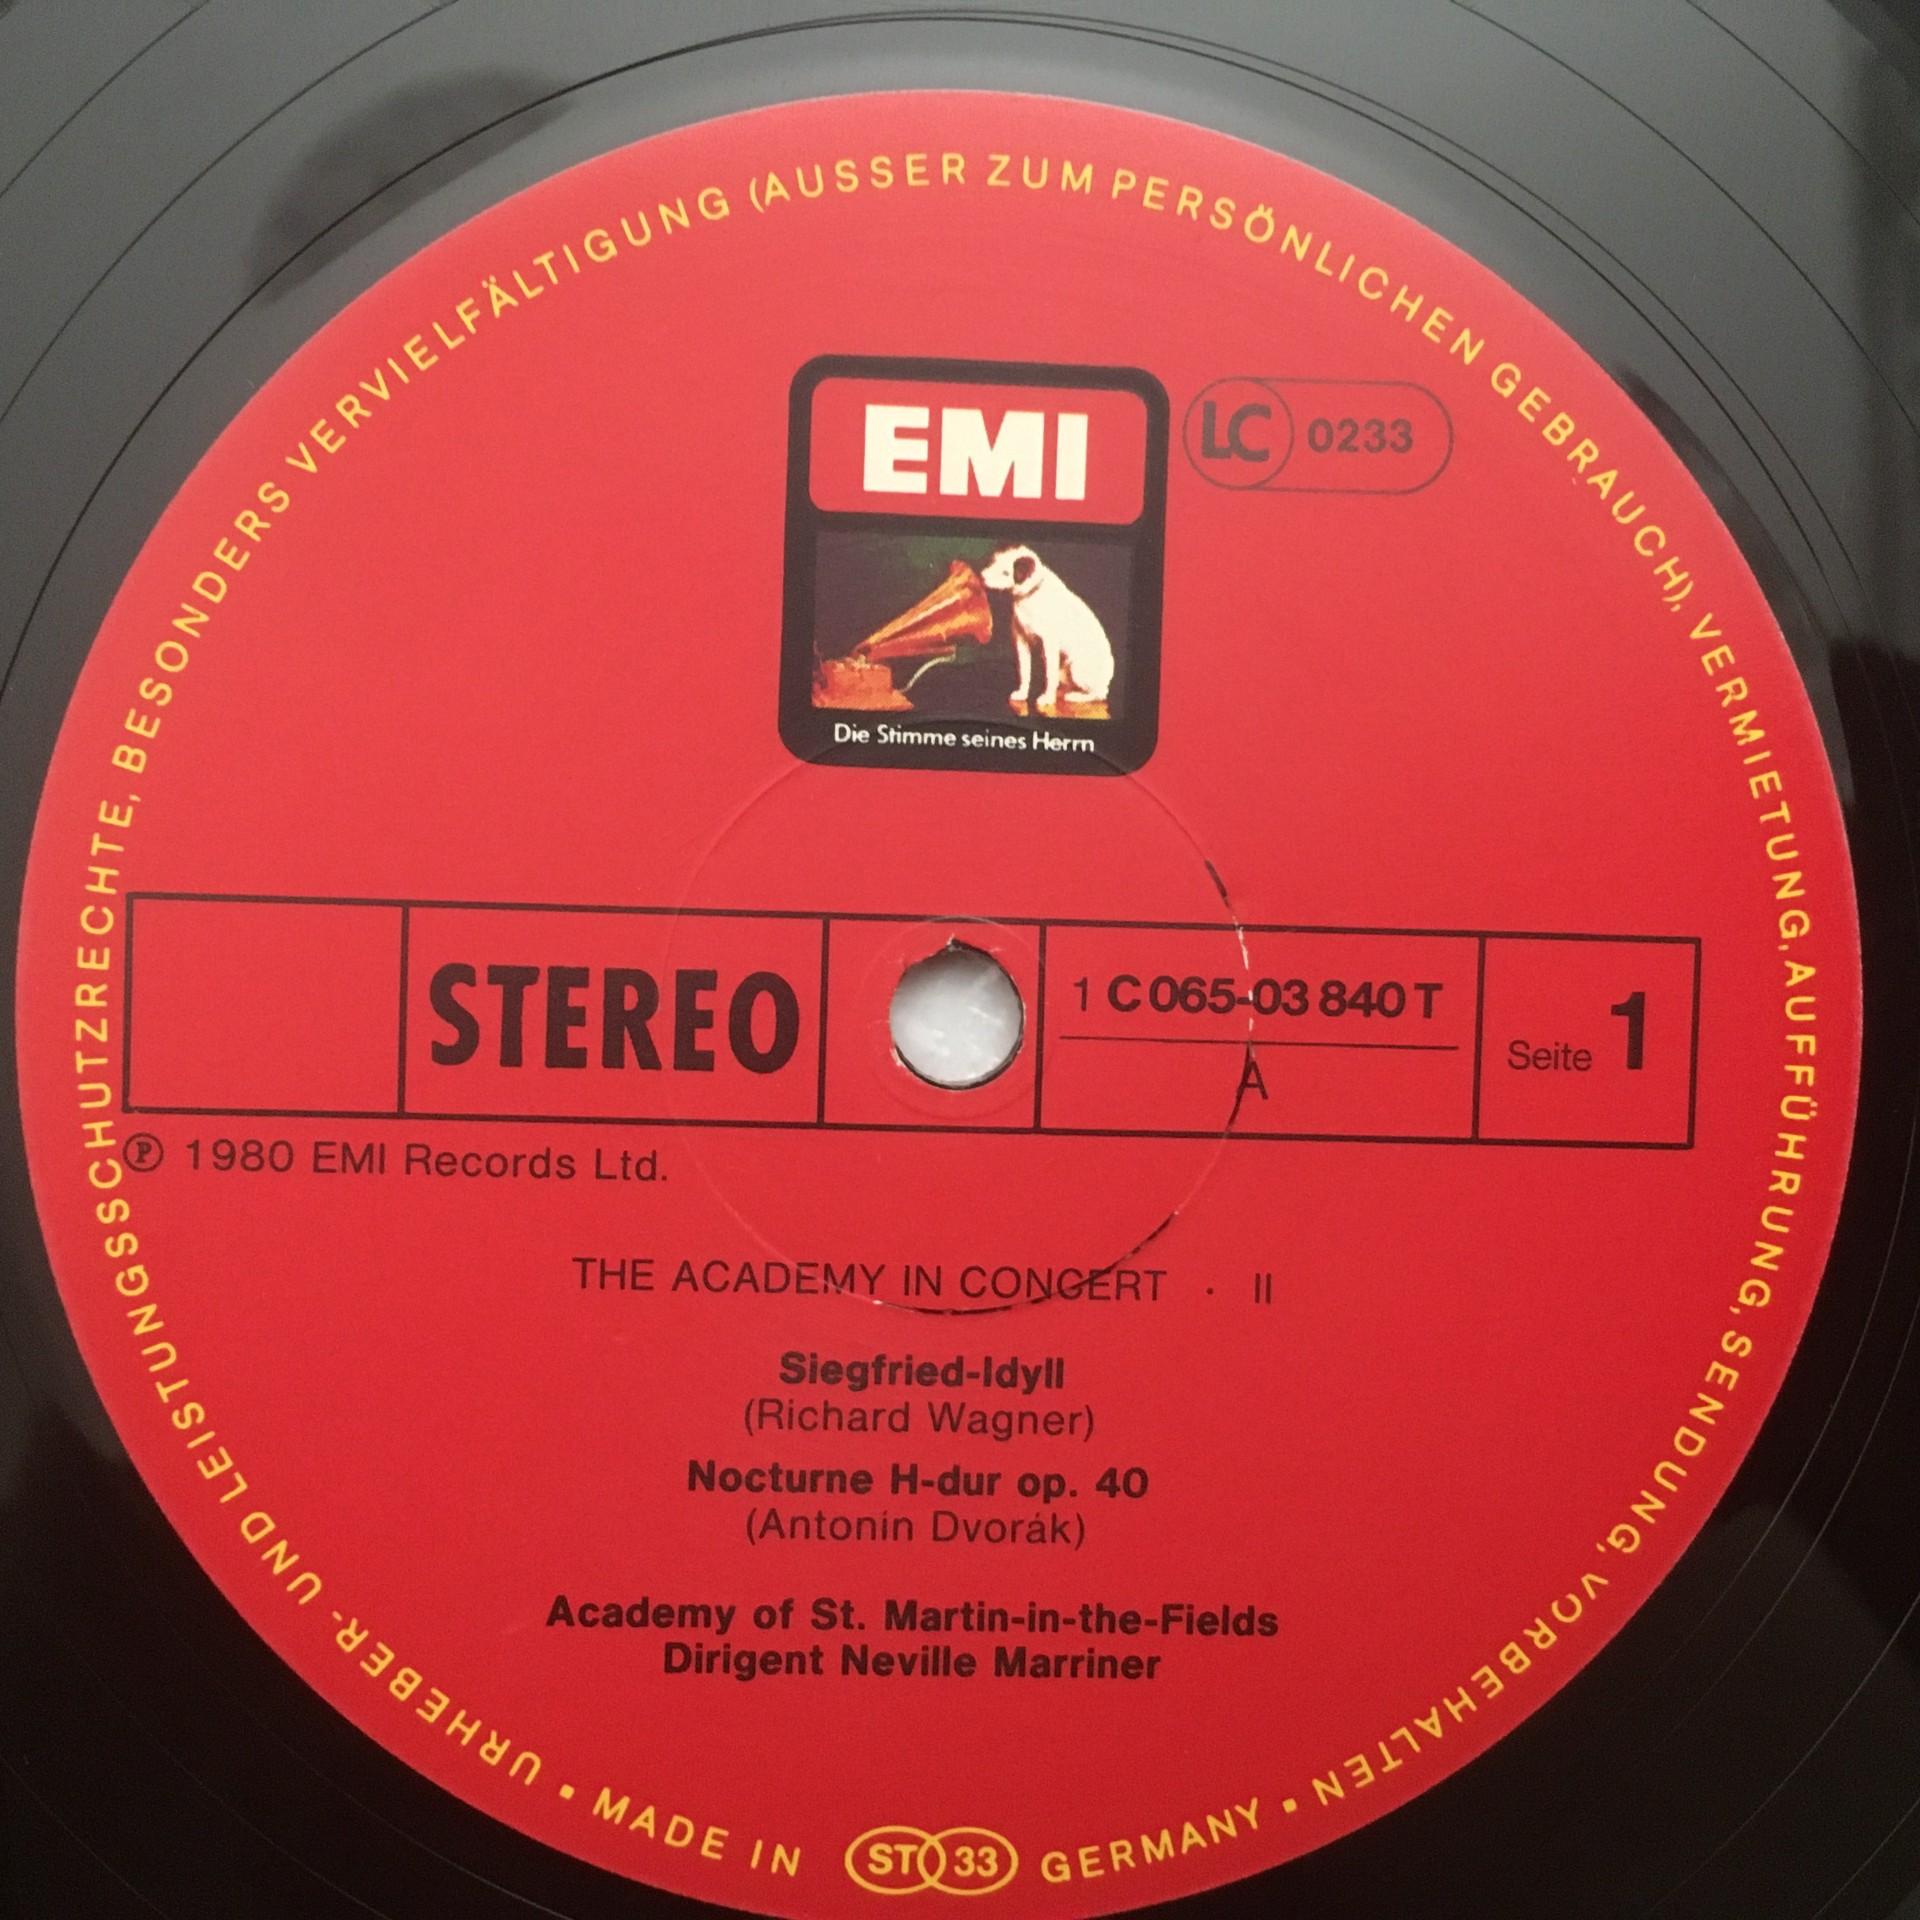 URHEBER- UND LEISTUNGSSCHUTZRECHTE, BESONDERS VERVIELFÄLTIGUNG (AUSSER ZUM PERSÖNLICHEN GEBRAUCH), VERMIETUNG, AUFFÜHRUNG, SENDUNG, VORBEHALTEN
EMI
LC 0233
Die Stimme seines Herrn
STEREO
1 C 065-03 840 T
A
Seite 1
℗ 1980 EMI Records Ltd.
THE ACADEMY IN CONCERT · II
Siegfried-Idyll
(Richard Wagner)
Nocturne H-dur op. 40
(Antonin Dvorák)
Academy of St. Martin-in-the-Fields
Dirigent Neville Marriner
▪ MADE IN ST 33 GERMANY ▪